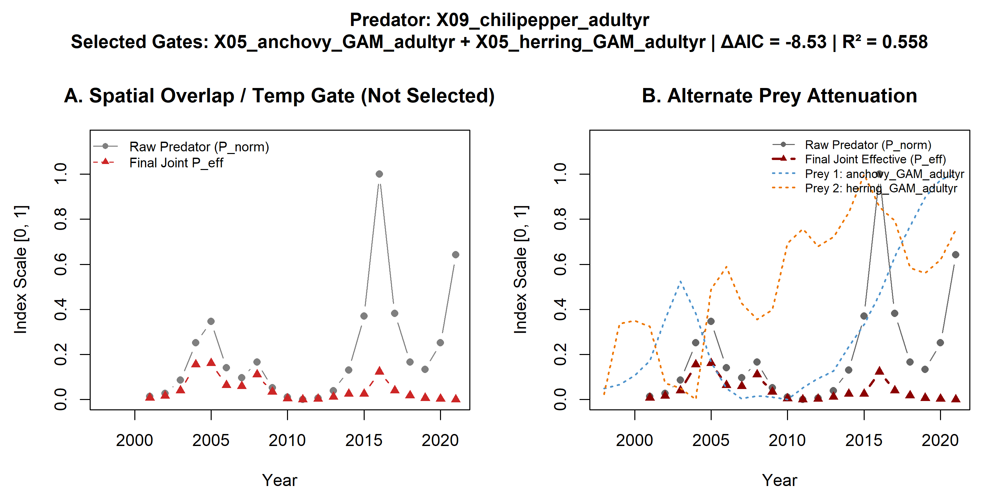 Predator: X09_chilipepper_adultyr
Selected Gates: X05_anchovy_GAM_adultyr + X05_herring_GAM_adultyr | ΔAIC = -8.53 | R² = 0.558
A. Spatial Overlap / Temp Gate (Not Selected)
Raw Predator (P_norm)
Final Joint P_eff
Index Scale [0, 1]
1.0
0.8
0.6
0.4
0.2
0.0
2000 2005 2010 2015 2020
Year
B. Alternate Prey Attenuation
Raw Predator (P_norm)
Final Joint Effective (P_eff)
Prey 1: anchovy_GAM_adultyr
Prey 2: herring_GAM_adultyr
Index Scale [0, 1]
1.0
0.8
0.6
0.4
0.2
0.0
2000 2005 2010 2015 2020
Year